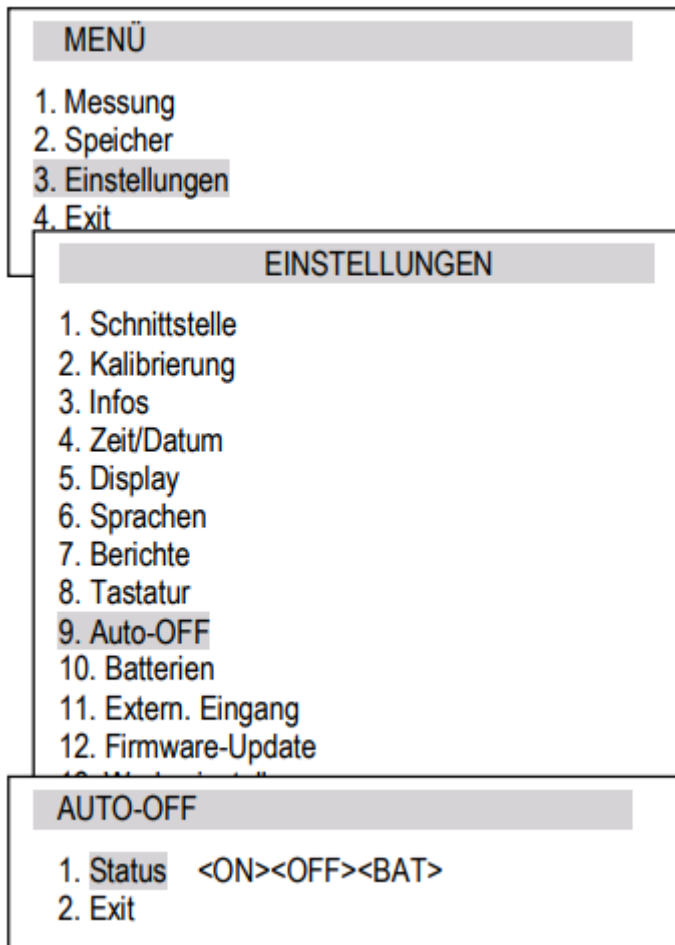 MENÜ
1. Messung
2. Speicher
3. Einstellungen
4. Exit
EINSTELLUNGEN
1. Schnittstelle
2. Kalibrierung
3. Infos
4. Zeit/Datum
5. Display
6. Sprachen
7. Berichte
8. Tastatur
9. Auto-OFF
10. Batterien
11. Extern. Eingang
12. Firmware-Update
AUTO-OFF
1. Status <ON><OFF><BAT>
2. Exit